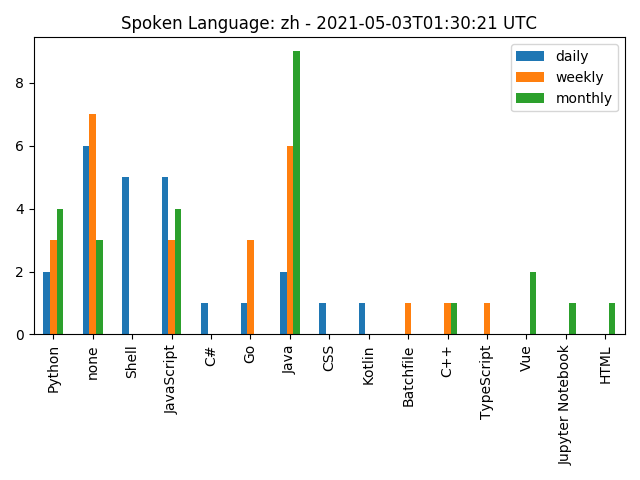 Spoken Language: zh - 2021-05-03T01:30:21 UTC
daily
weekly
monthly
8
6
4
2
0
Python
none
Shell
JavaScript
C#
Go
Java
CSS
Kotlin
Batchfile
C++
TypeScript
Vue
Jupyter Notebook
HTML